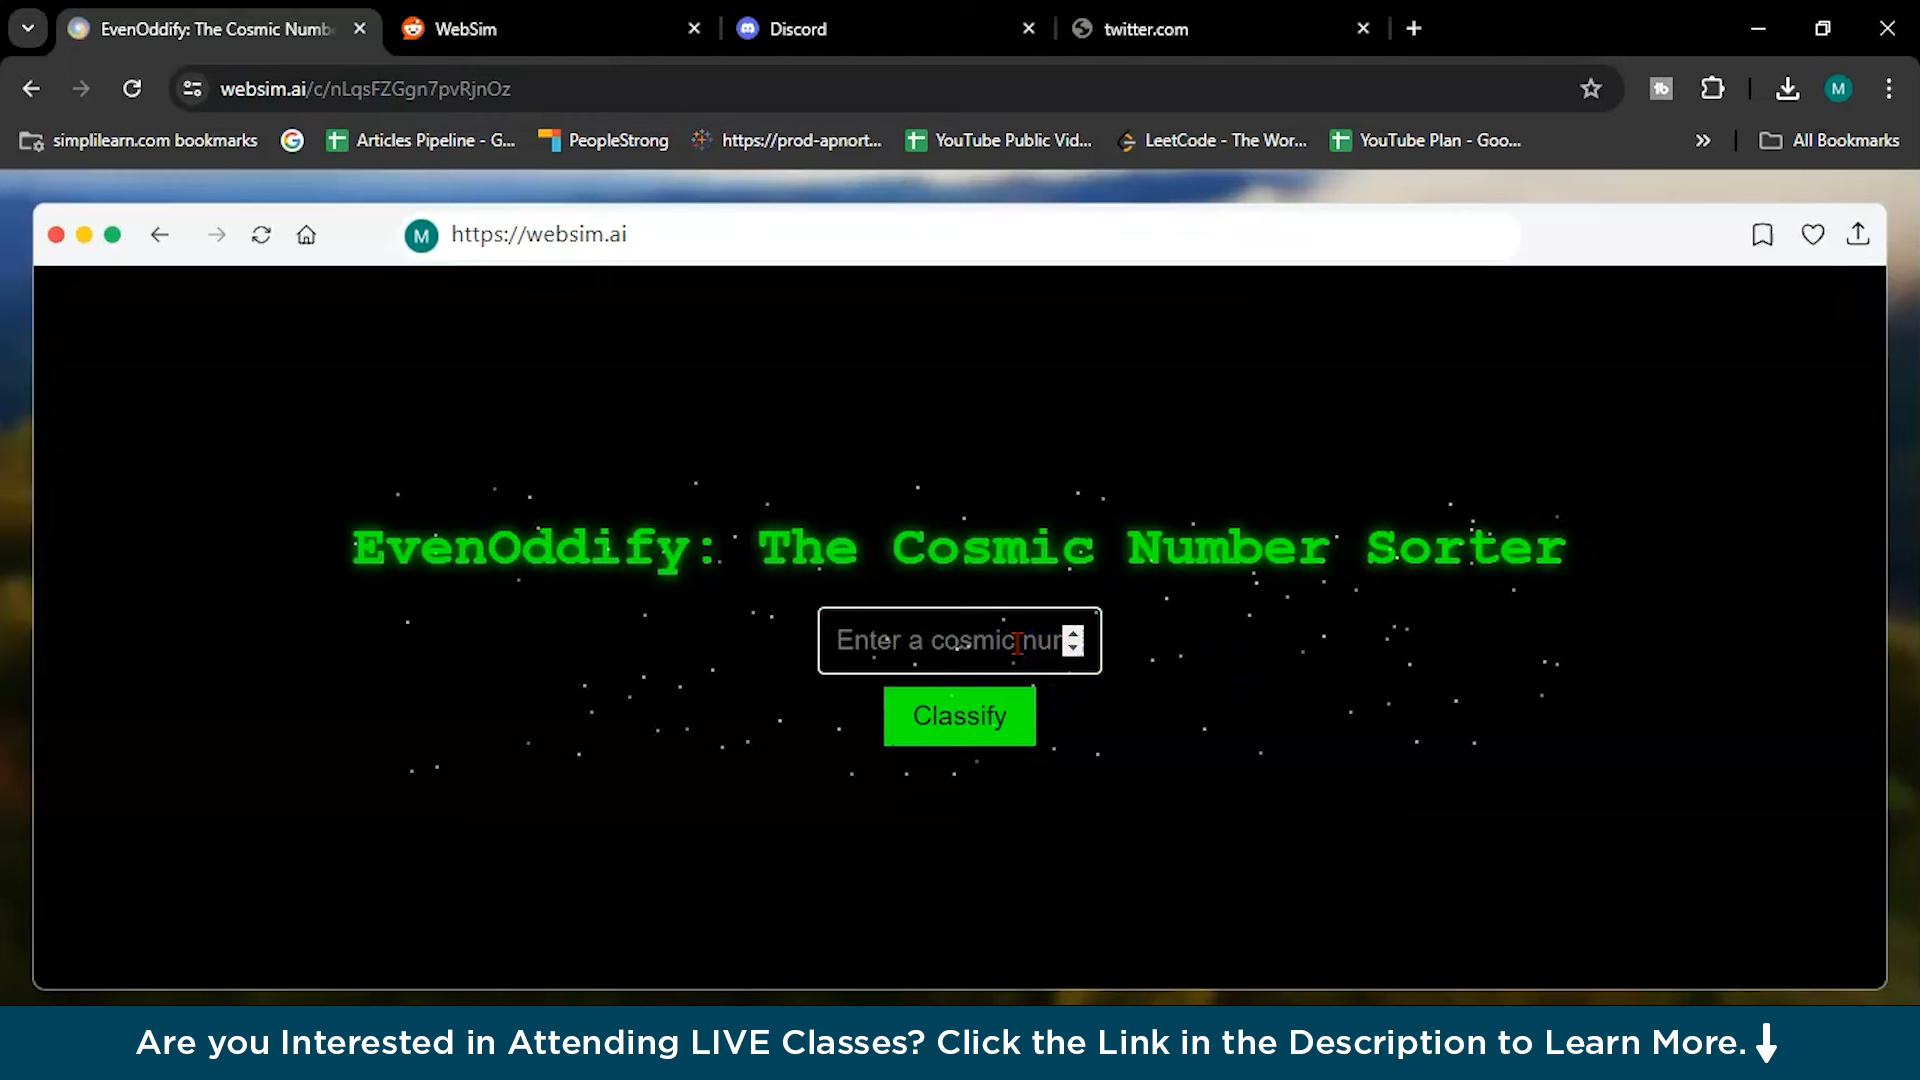 EvenOddify: The Cosmic Numb
WebSim
Discord
twitter.com
websim.ai/c/nLqsFZGgn7pvRjnOz
M
simplilearn.com bookmarks
G
Articles Pipeline - G...
PeopleStrong
https://prod-apnort...
YouTube Public Vid...
LeetCode - The Wor...
YouTube Plan - Goo...
All Bookmarks
M
https://websim.ai
EvenOddify: The Cosmic Number Sorter
Enter a cosmic nur
Classify
Are you Interested in Attending LIVE Classes? Click the Link in the Description to Learn More.